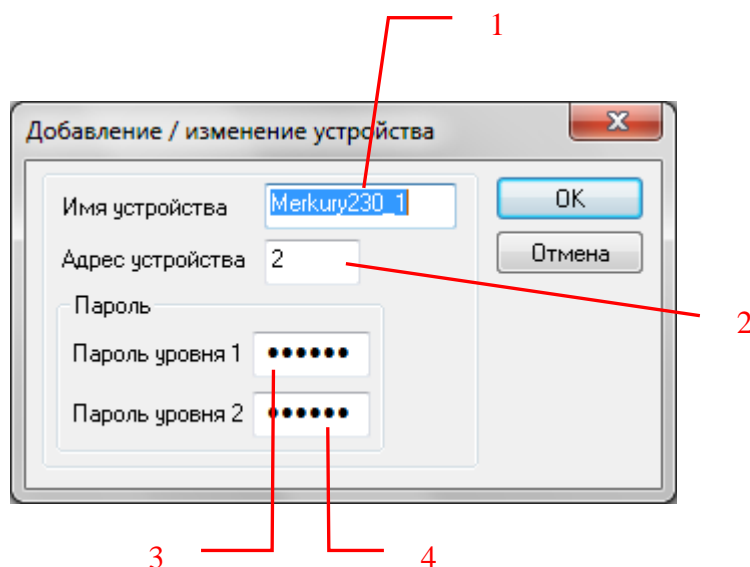 1
Добавление / изменение устройства
Имя устройства Merkury230_1 OK
Адрес устройства 2 Отмена
2
Пароль
Пароль уровня 1 ••••••
Пароль уровня 2 ••••••
3 4